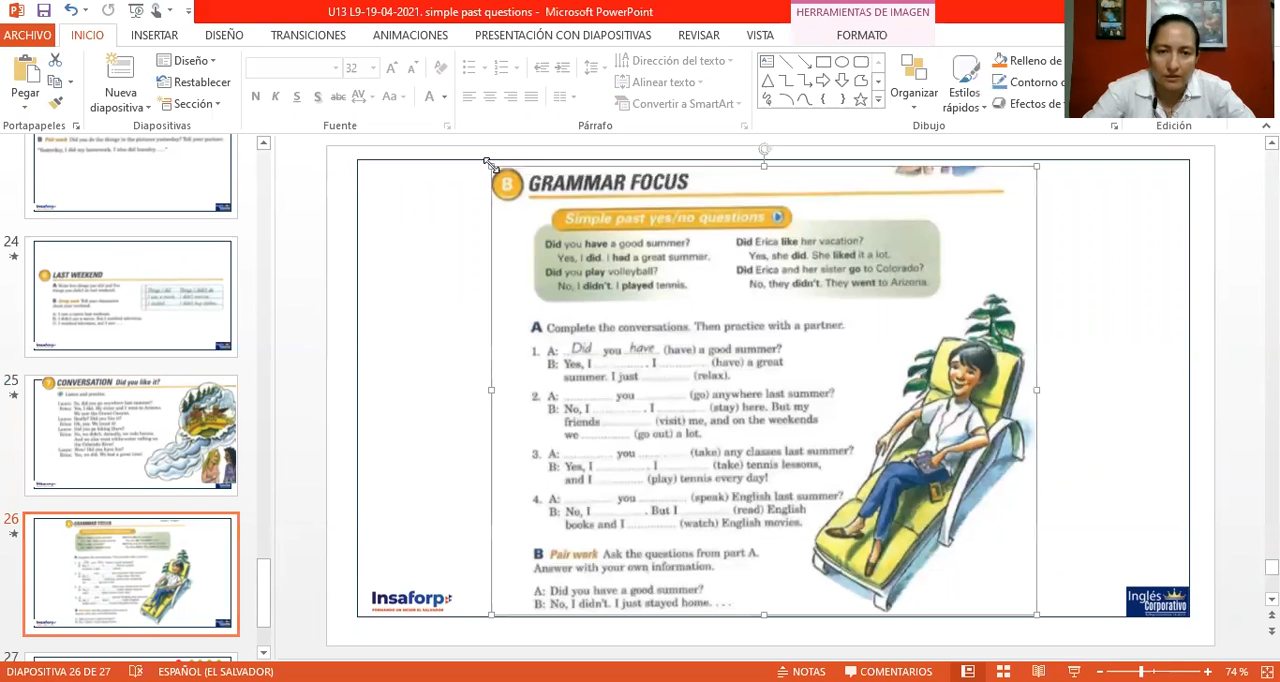 U13 L9-19-04-2021. simple past questions - Microsoft PowerPoint
HERRAMIENTAS DE IMAGEN
ARCHIVO INICIO INSERTAR DISEÑO TRANSICIONES ANIMACIONES PRESENTACIÓN CON DIAPOSITIVAS REVISAR VISTA FORMATO
Pegar
Nueva diapositiva
Diseño
Restablecer
Sección
32
N K S S abc AV Aa A
Dirección del texto
Alinear texto
Convertir a SmartArt
Organizar
Estilos rápidos
Relleno de
Contorno
Efectos de
Portapapeles Diapositivas Fuente Párrafo Dibujo Edición
24
LAST WEEKEND
25
CONVERSATION Did you like it?
26
GRAMMAR FOCUS
27
B GRAMMAR FOCUS
Simple past yes/no questions
Did you have a good summer?
Yes, I did. I had a great summer.
Did you play volleyball?
No, I didn't. I played tennis.
Did Erica like her vacation?
Yes, she did. She liked it a lot.
Did Erica and her sister go to Colorado?
No, they didn't. They went to Arizona.
A Complete the conversations. Then practice with a partner.
1. A: Did you have (have) a good summer?
B: Yes, I ________. I ________ (have) a great
summer. I just ________ (relax).
2. A: ________ you ________ (go) anywhere last summer?
B: No, I ________. I ________ (stay) here. But my
friends ________ (visit) me, and on the weekends
we ________ (go out) a lot.
3. A: ________ you ________ (take) any classes last summer?
B: Yes, I ________. I ________ (take) tennis lessons,
and I ________ (play) tennis every day!
4. A: ________ you ________ (speak) English last summer?
B: No, I ________. But I ________ (read) English
books and I ________ (watch) English movies.
B Pair work Ask the questions from part A.
Answer with your own information.
A: Did you have a good summer?
B: No, I didn't. I just stayed home. . . .
Insaforp
Inglés Corporativo
DIAPOSITIVA 26 DE 27 ESPAÑOL (EL SALVADOR) NOTAS COMENTARIOS 74 %